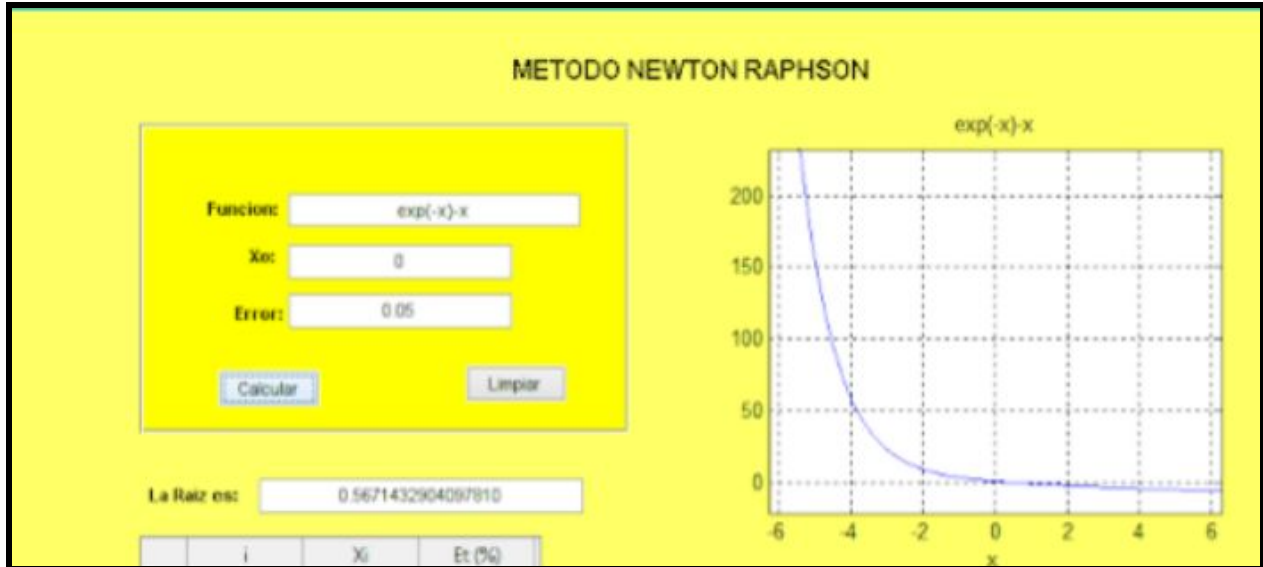 METODO NEWTON RAPHSON
Funcion: exp(-x)-x
Xo: 0
Error: 0.05
Calcular Limpiar
La Raiz es: 0.5671432904097810
i Xi Et (%)
exp(-x)-x
200
150
100
50
0
-6 -4 -2 0 2 4 6
x